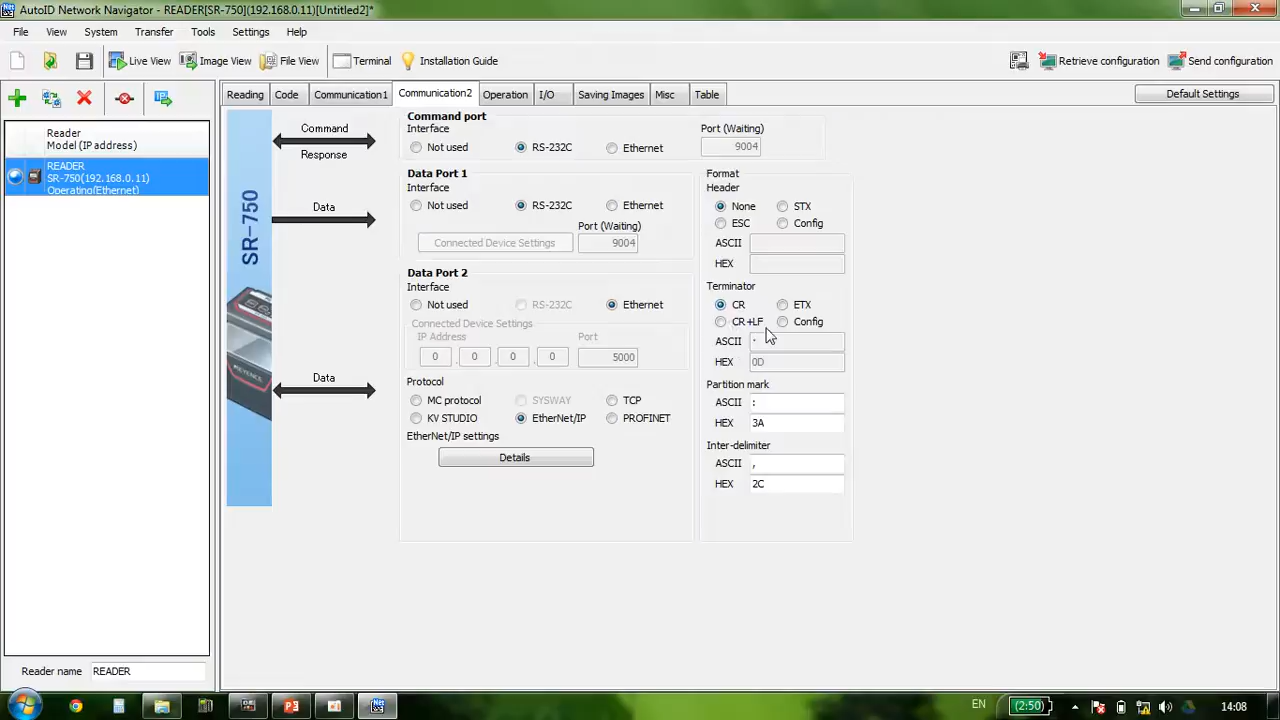 AutoID Network Navigator - READER[SR-750](192.168.0.11)[Untitled2]*
File View System Transfer Tools Settings Help
Live View Image View File View Terminal Installation Guide Retrieve configuration Send configuration
Reading Code Communication1 Communication2 Operation I/O Saving Images Misc Table Default Settings
Reader
Model (IP address)
READER
SR-750(192.168.0.11)
Operating(Ethernet)
Reader name READER
SR-750
KEYENCE
Command
Response
Data
Data
Command port
Interface
Not used RS-232C Ethernet
Port (Waiting)
9004
Data Port 1
Interface
Not used RS-232C Ethernet
Port (Waiting)
Connected Device Settings 9004
Data Port 2
Interface
Not used RS-232C Ethernet
Connected Device Settings
IP Address Port
0 . 0 . 0 . 0 5000
Protocol
MC protocol SYSWAY TCP
KV STUDIO EtherNet/IP PROFINET
EtherNet/IP settings
Details
Format
Header
None STX
ESC Config
ASCII
HEX
Terminator
CR ETX
CR+LF Config
ASCII ·
HEX 0D
Partition mark
ASCII :
HEX 3A
Inter-delimiter
ASCII ,
HEX 2C
EN (2:50) 14:08